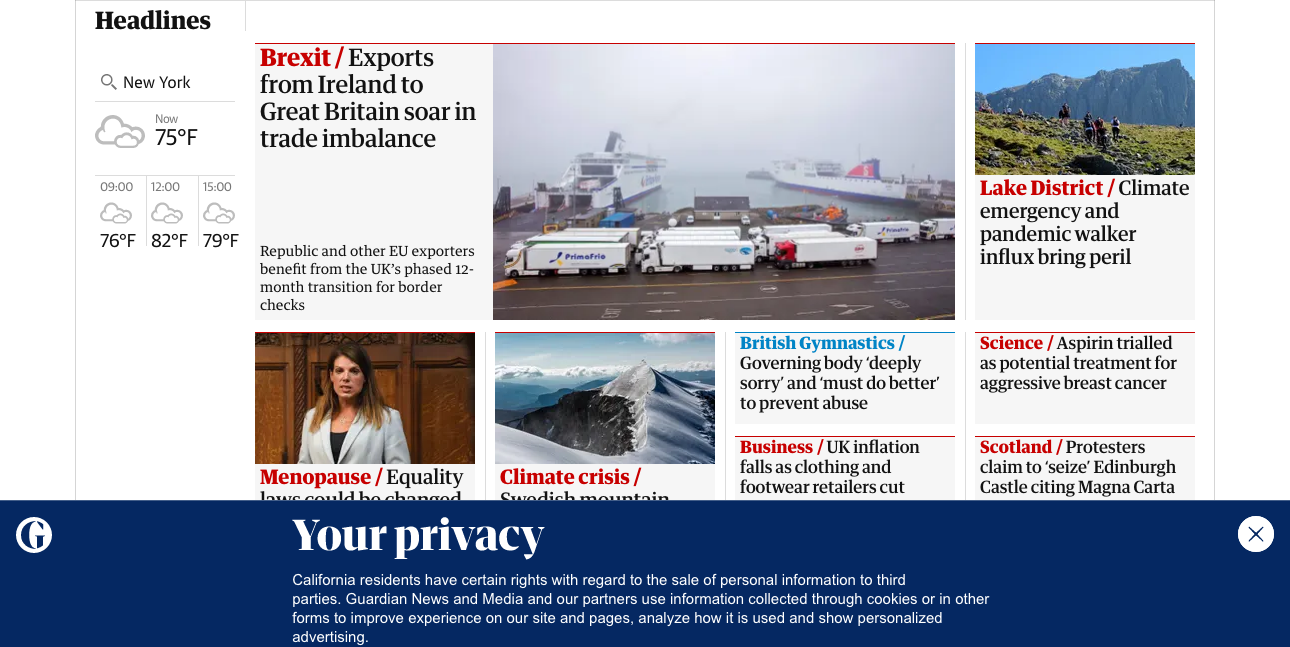 Headlines
New York
Now
75°F
09:00
12:00
15:00
76°F
82°F
79°F
Brexit / Exports
from Ireland to
Great Britain soar in
trade imbalance
Republic and other EU exporters
benefit from the UK’s phased 12-
month transition for border
checks
PrimaFrio
PrimaFrio
Lake District / Climate
emergency and
pandemic walker
influx bring peril
Menopause / Equality
laws could be changed
Climate crisis /
Swedish mountain
British Gymnastics /
Governing body ‘deeply
sorry’ and ‘must do better’
to prevent abuse
Science / Aspirin trialled
as potential treatment for
aggressive breast cancer
Business / UK inflation
falls as clothing and
footwear retailers cut
Scotland / Protesters
claim to ‘seize’ Edinburgh
Castle citing Magna Carta
Your privacy
California residents have certain rights with regard to the sale of personal information to third
parties. Guardian News and Media and our partners use information collected through cookies or in other
forms to improve experience on our site and pages, analyze how it is used and show personalized
advertising.